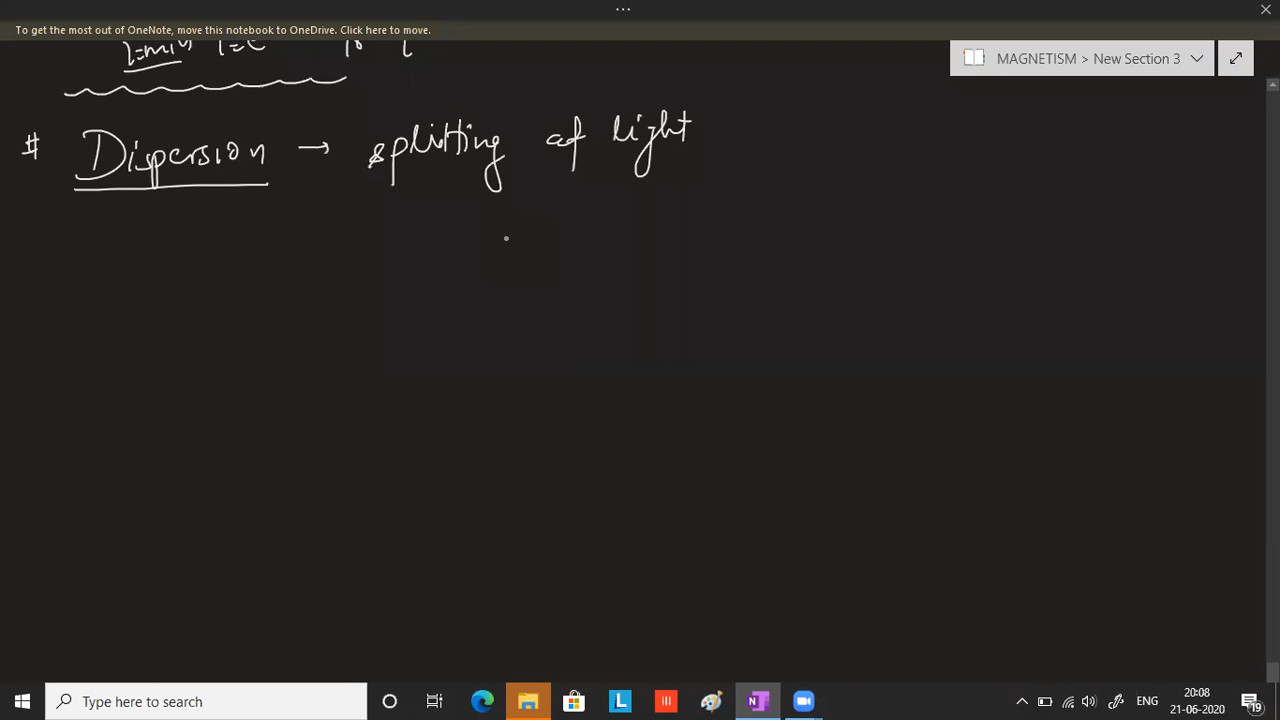 To get the most out of OneNote, move this notebook to OneDrive. Click here to move.
MAGNETISM > New Section 3
# Dispersion → splitting of light
Type here to search
ENG
20:08
21-06-2020
19